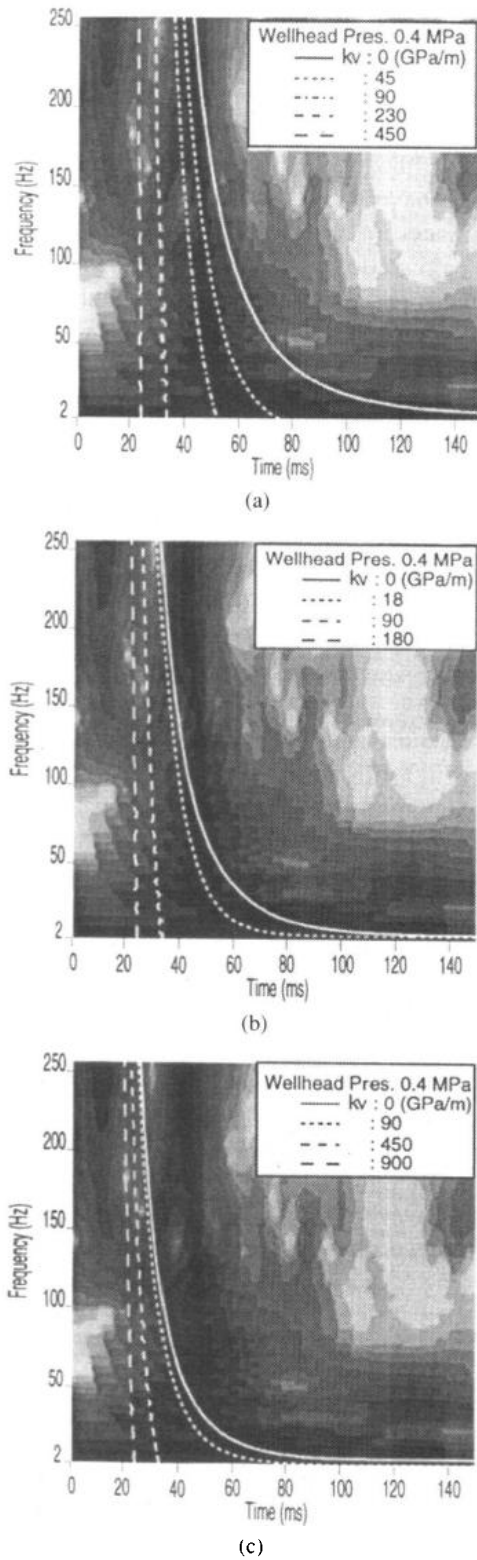 250
200
150
100
50
2
Frequency (Hz)
Wellhead Pres. 0.4 MPa
kv : 0 (GPa/m)
: 45
: 90
: 230
: 450
0 20 40 60 80 100 120 140
Time (ms)
(a)
250
200
150
100
50
2
Frequency (Hz)
Wellhead Pres. 0.4 MPa
kv : 0 (GPa/m)
: 18
: 90
: 180
0 20 40 60 80 100 120 140
Time (ms)
(b)
250
200
150
100
50
2
Frequency (Hz)
Wellhead Pres. 0.4 MPa
kv : 0 (GPa/m)
: 90
: 450
: 900
0 20 40 60 80 100 120 140
Time (ms)
(c)